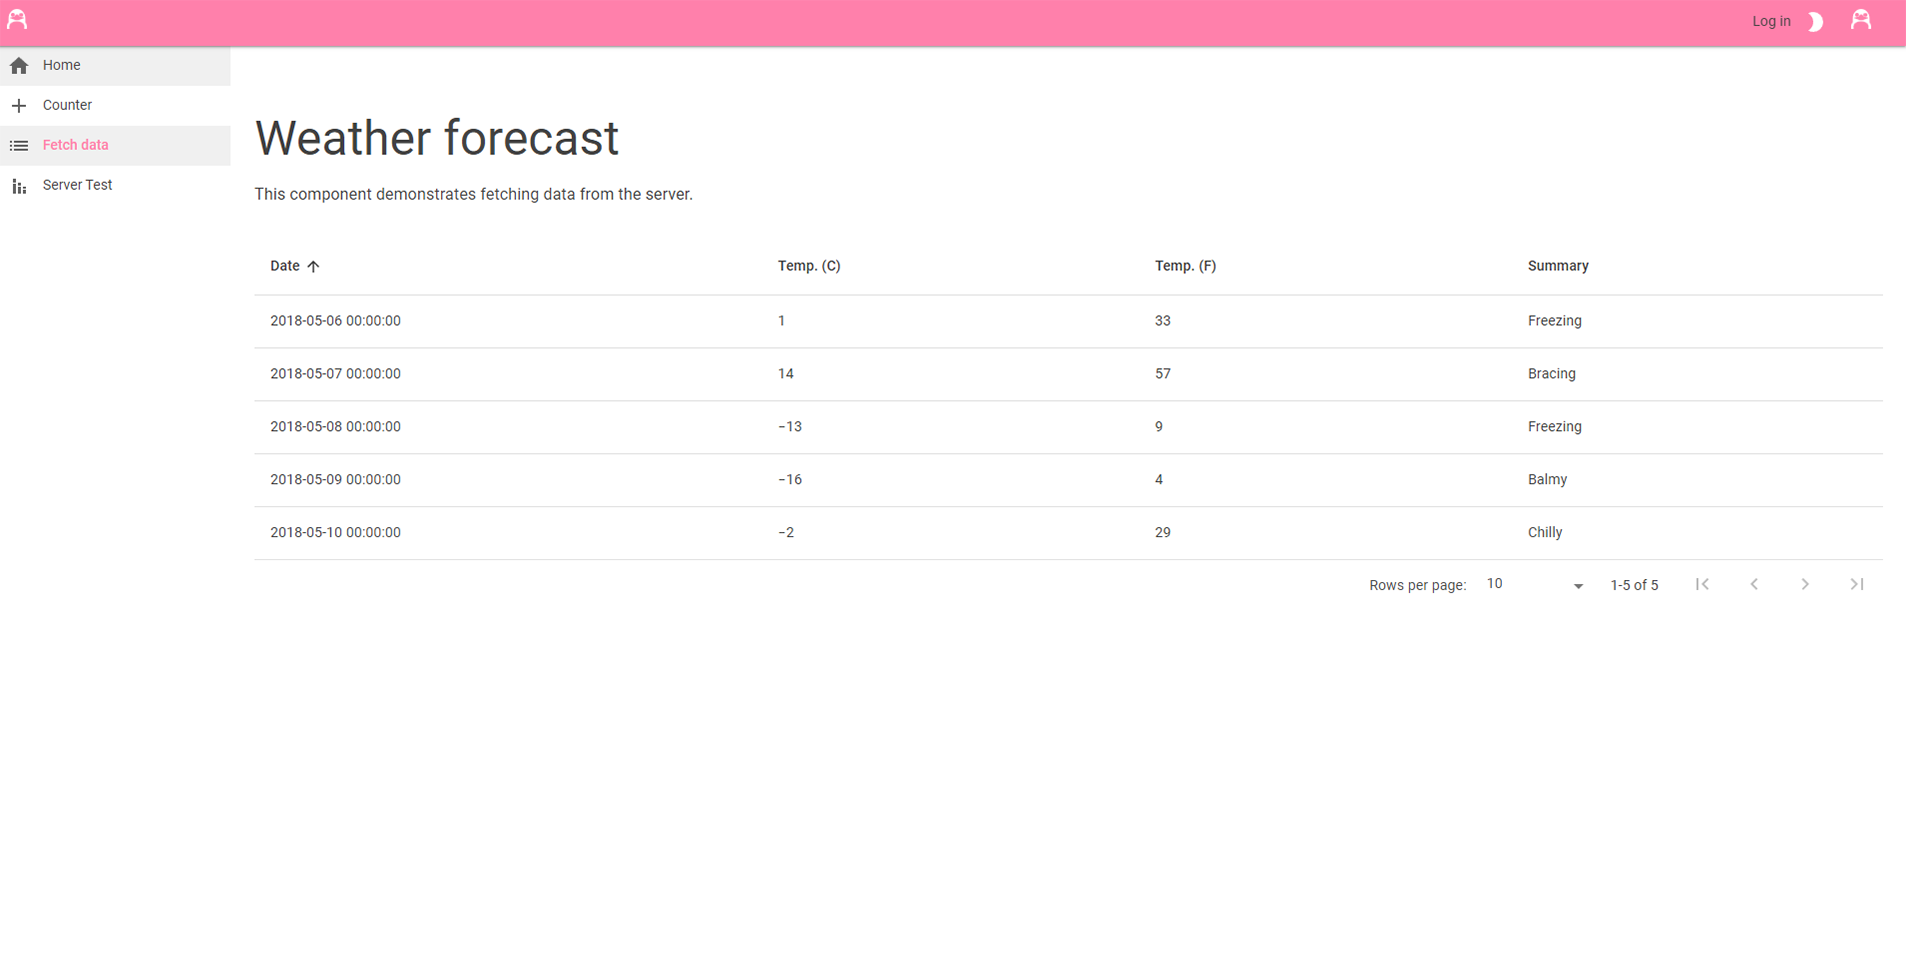 Log in
Home
Counter
Fetch data
Server Test
Weather forecast
This component demonstrates fetching data from the server.
Date Temp. (C) Temp. (F) Summary
2018-05-06 00:00:00 1 33 Freezing
2018-05-07 00:00:00 14 57 Bracing
2018-05-08 00:00:00 −13 9 Freezing
2018-05-09 00:00:00 −16 4 Balmy
2018-05-10 00:00:00 −2 29 Chilly
Rows per page: 10 1-5 of 5